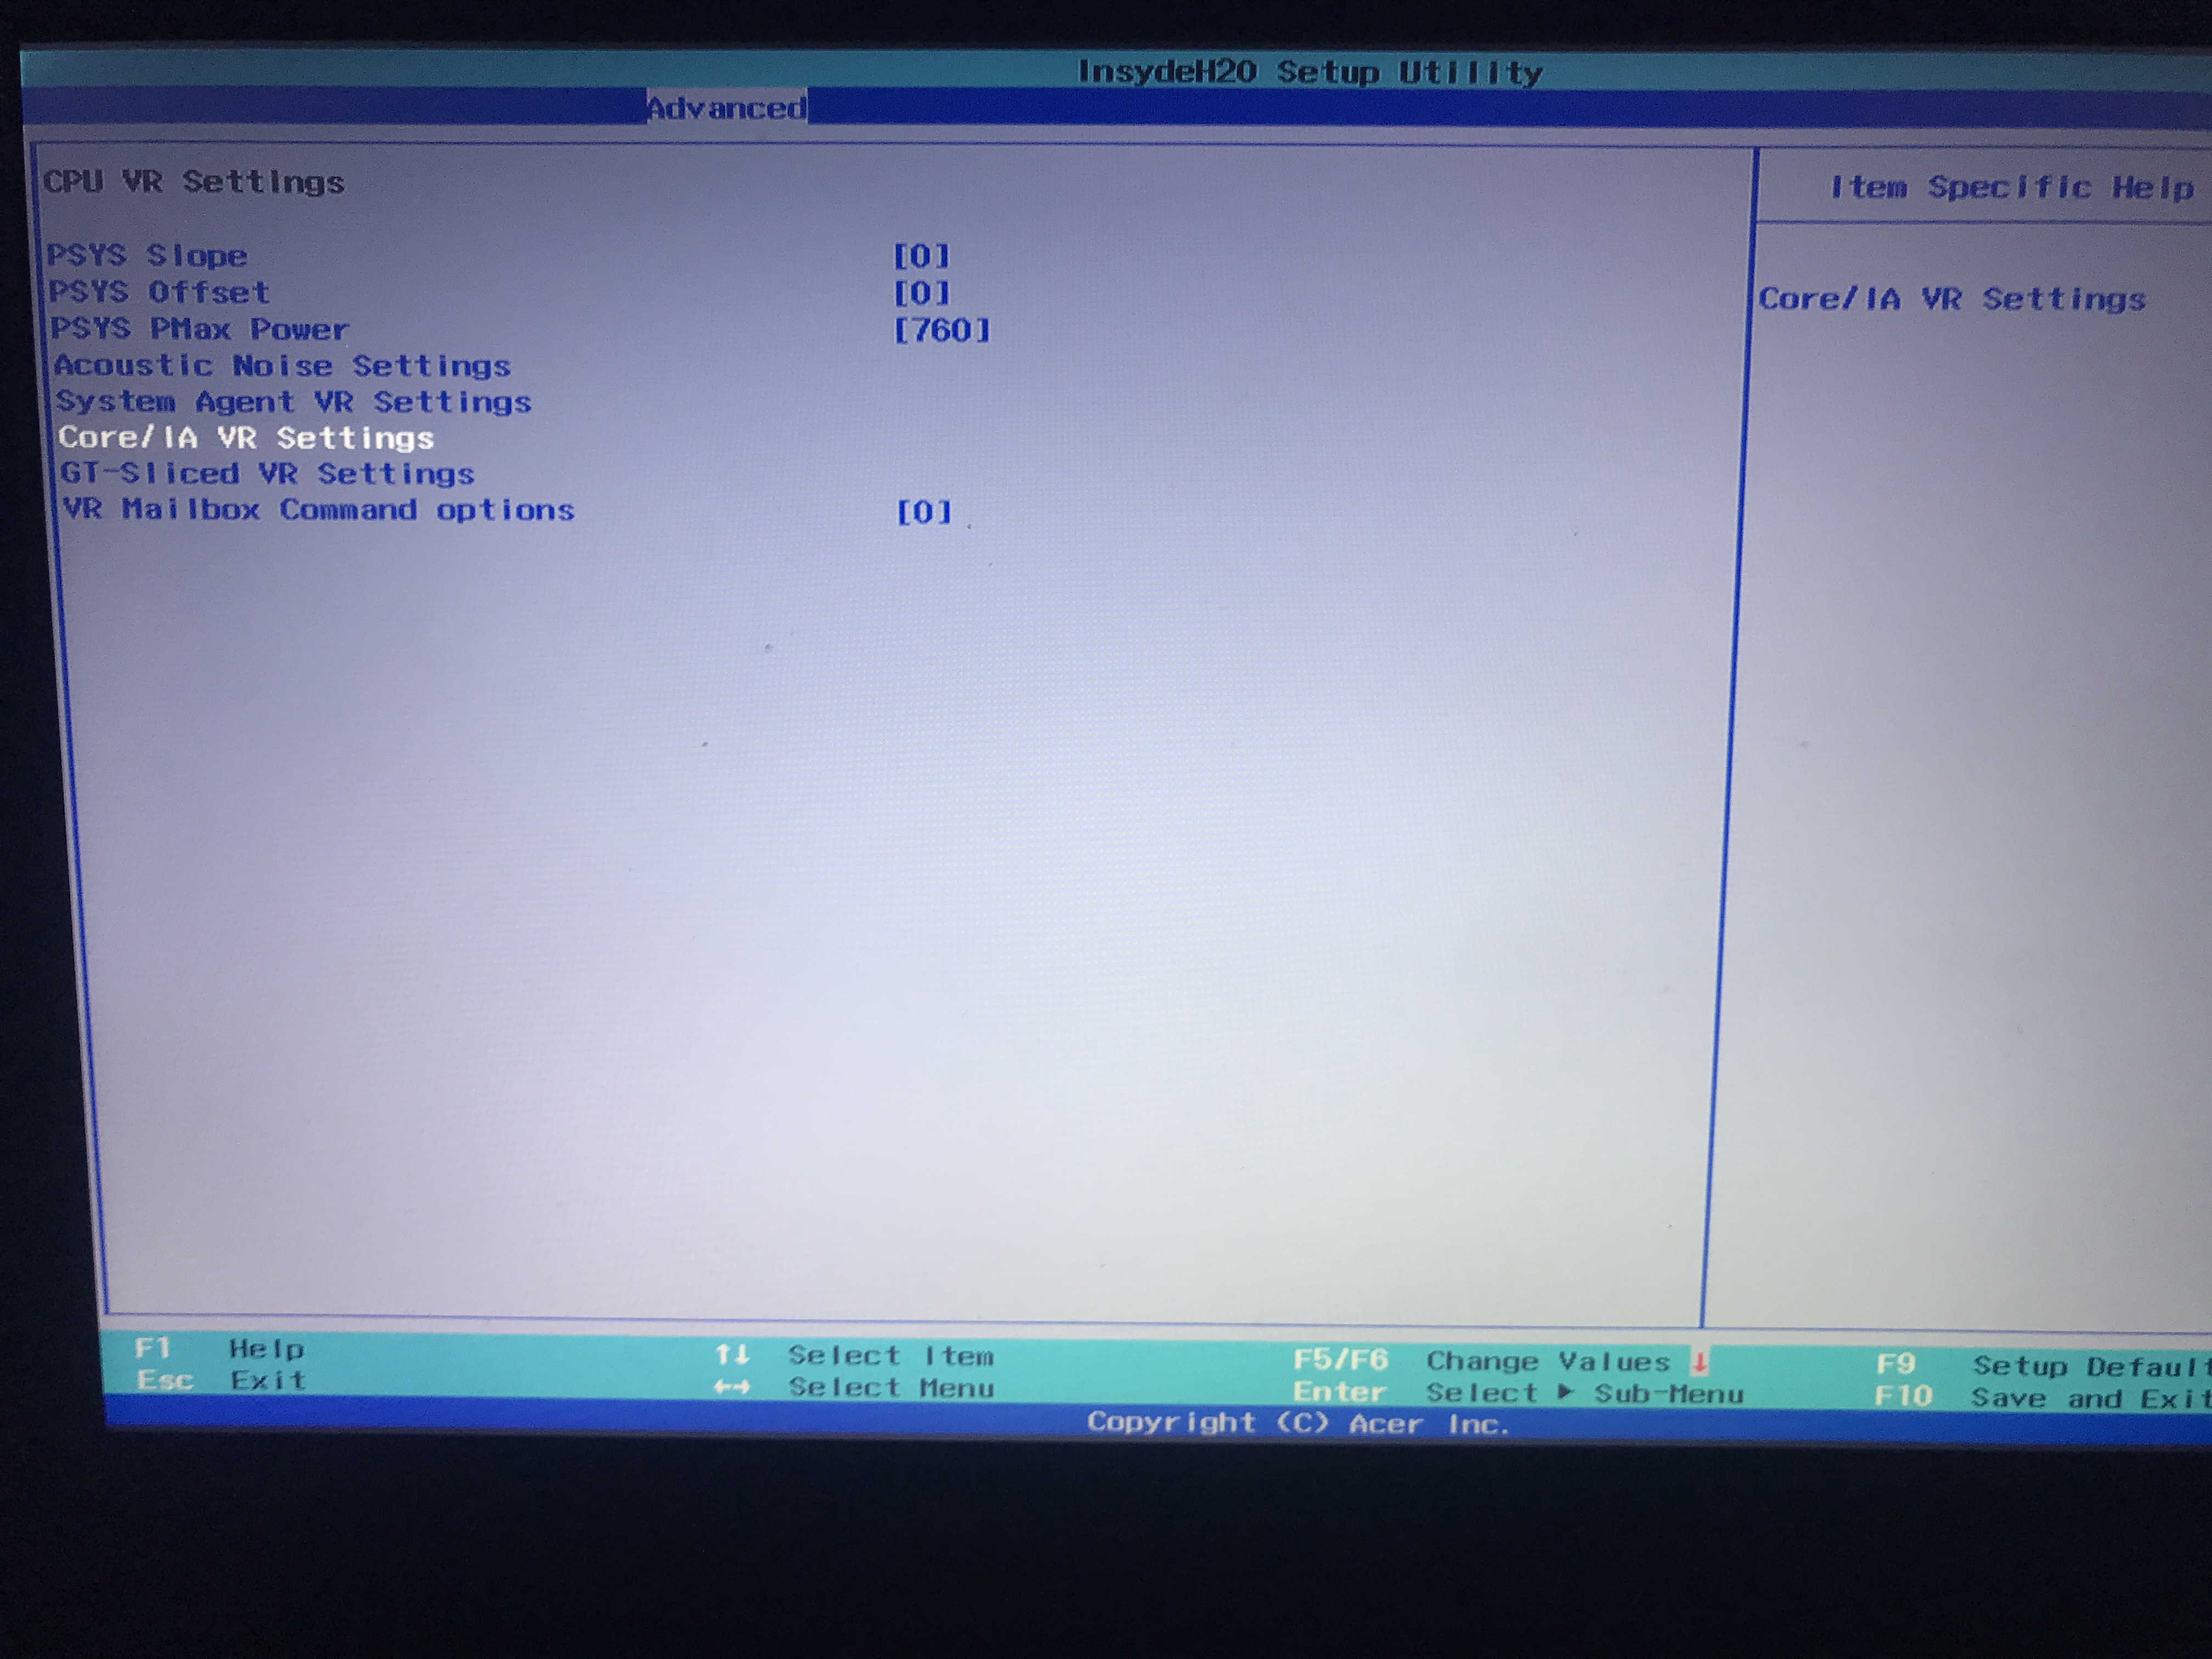 InsydeH20 Setup Utility
Advanced
CPU VR Settings
Item Specific Help
PSYS Slope [0]
PSYS Offset [0]
PSYS PMax Power [760]
Acoustic Noise Settings
System Agent VR Settings
Core/IA VR Settings
GT-Sliced VR Settings
VR Mailbox Command options [0]
Core/IA VR Settings
F1 Help ↑↓ Select Item F5/F6 Change Values ↓ F9 Setup Default
Esc Exit ←→ Select Menu Enter Select ▶ Sub-Menu F10 Save and Exit
Copyright (C) Acer Inc.